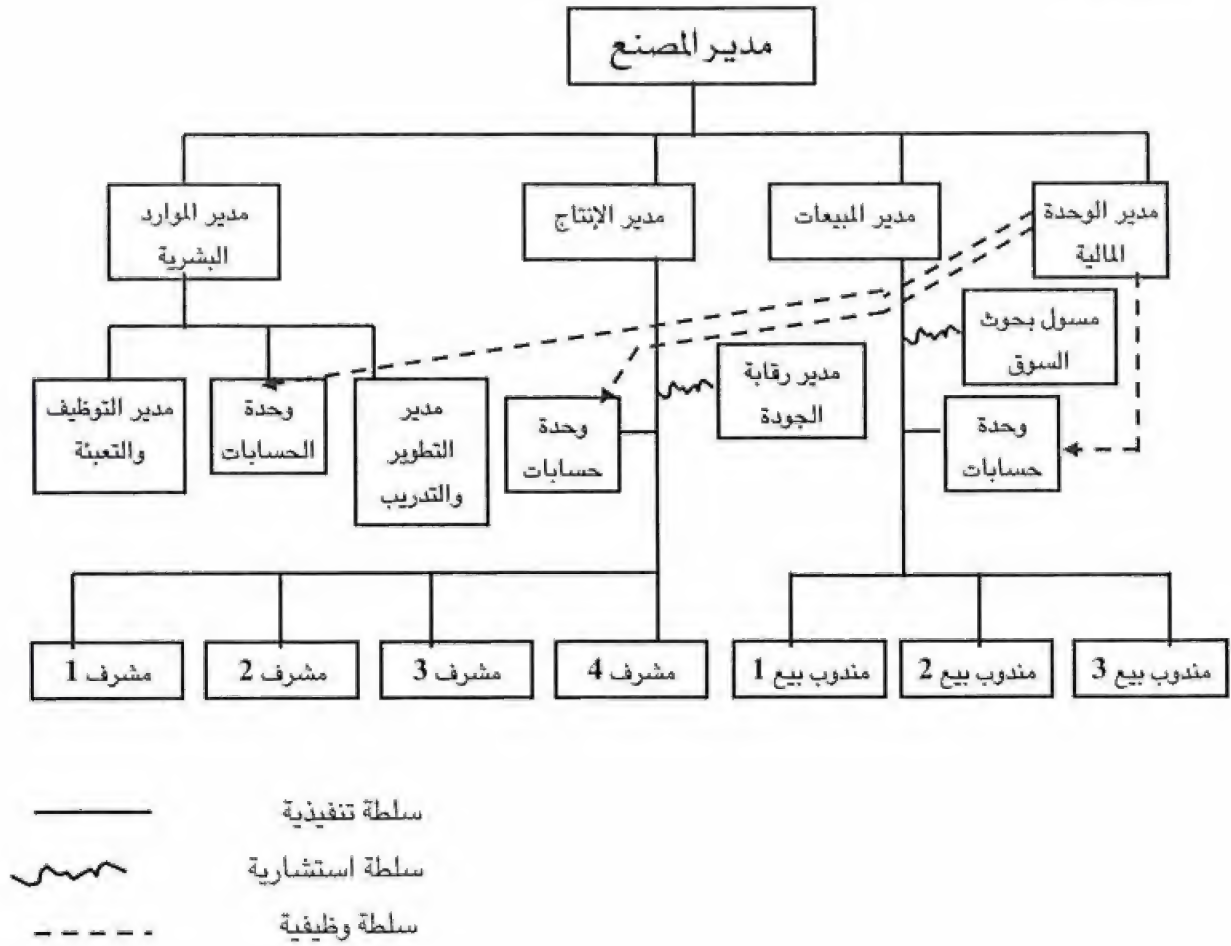 مدير المصنع
مدير الوحدة
المالية
مدير المبيعات
مدير الإنتاج
مدير الموارد
البشرية
مسول بحوث
السوق
مدير رقابة
الجودة
وحدة
حسابات
وحدة
حسابات
مدير
التطوير
والتدريب
وحدة
الحسابات
مدير التوظيف
والتعبئة
مندوب بيع 3
مندوب بيع 2
مندوب بيع 1
مشرف 4
مشرف 3
مشرف 2
مشرف 1
سلطة تنفيذية
سلطة استشارية
سلطة وظيفية